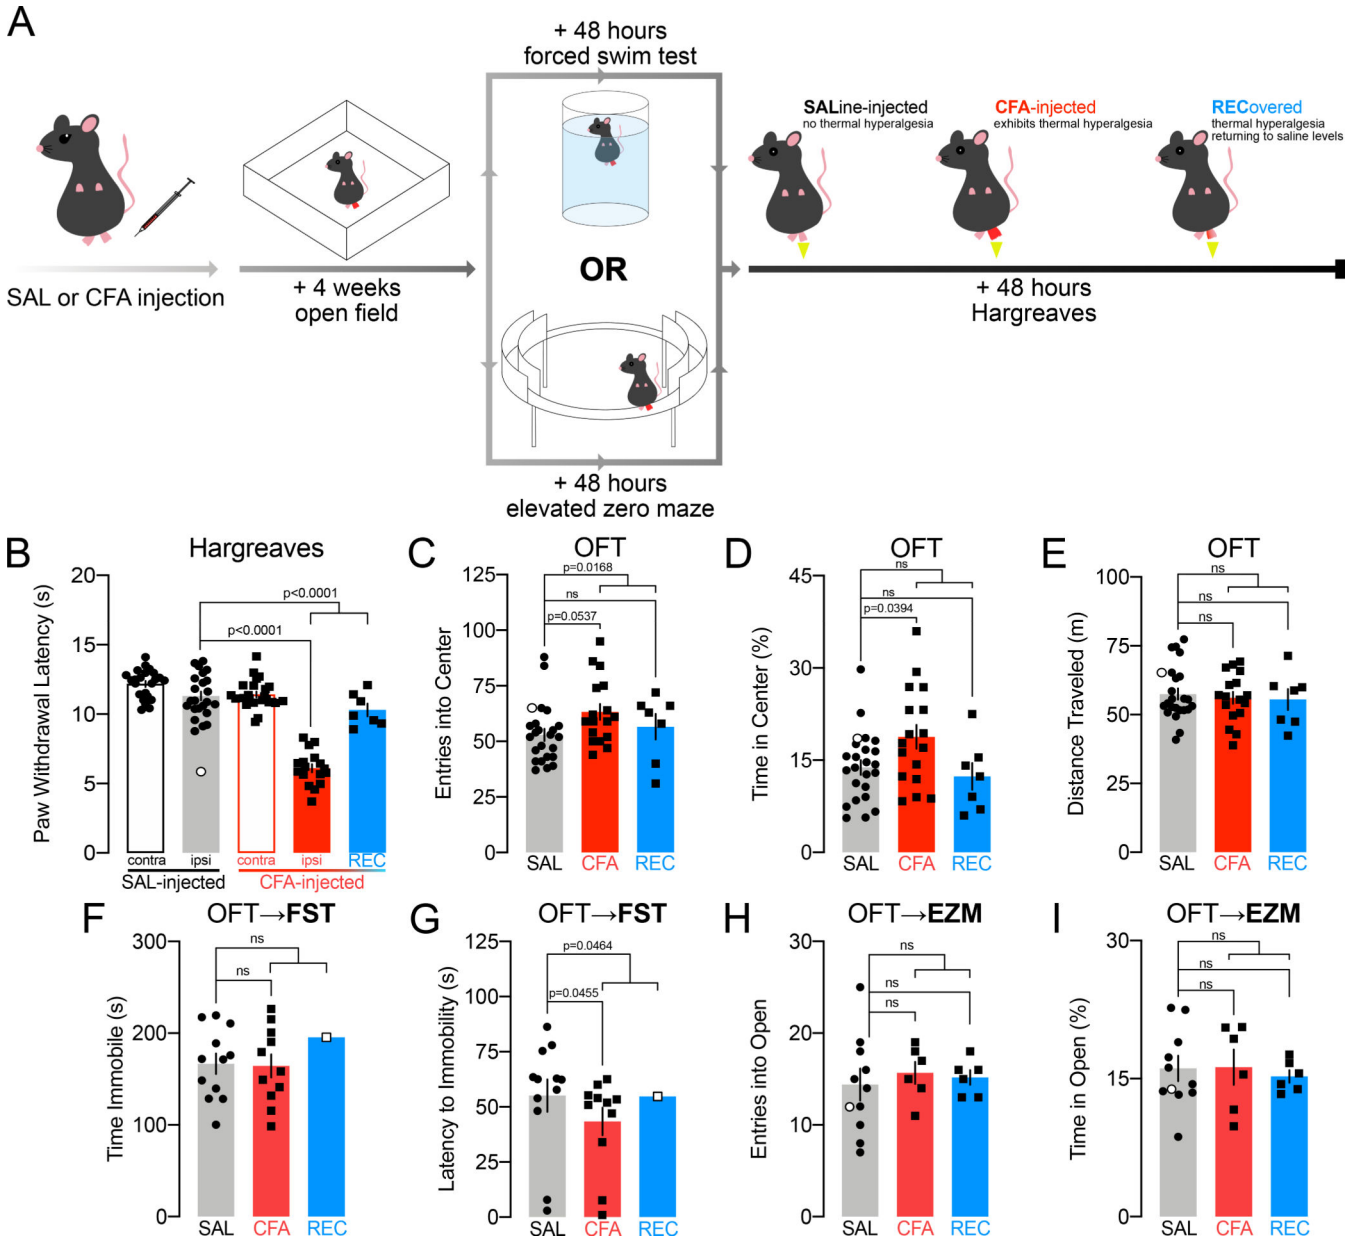 A
+ 48 hours
forced swim test
SALine-injected
no thermal hyperalgesia
CFA-injected
exhibits thermal hyperalgesia
RECovered
thermal hyperalgesia
returning to saline levels
OR
SAL or CFA injection
+ 4 weeks
open field
+ 48 hours
Hargreaves
+ 48 hours
elevated zero maze
B
Hargreaves
Paw Withdrawal Latency (s)
20
15
10
5
0
p<0.0001
p<0.0001
contra
ipsi
contra
ipsi
REC
SAL-injected
CFA-injected
C
OFT
Entries into Center
125
100
75
50
25
0
p=0.0168
ns
p=0.0537
SAL
CFA
REC
D
OFT
Time in Center (%)
45
30
15
0
ns
ns
p=0.0394
SAL
CFA
REC
E
OFT
Distance Traveled (m)
100
75
50
25
0
ns
ns
ns
SAL
CFA
REC
F
OFT→FST
Time Immobile (s)
300
200
100
0
ns
ns
SAL
CFA
REC
G
OFT→FST
Latency to Immobility (s)
125
100
75
50
25
0
p=0.0464
p=0.0455
SAL
CFA
REC
H
OFT→EZM
Entries into Open
30
20
10
0
ns
ns
ns
SAL
CFA
REC
I
OFT→EZM
Time in Open (%)
30
15
0
ns
ns
ns
SAL
CFA
REC